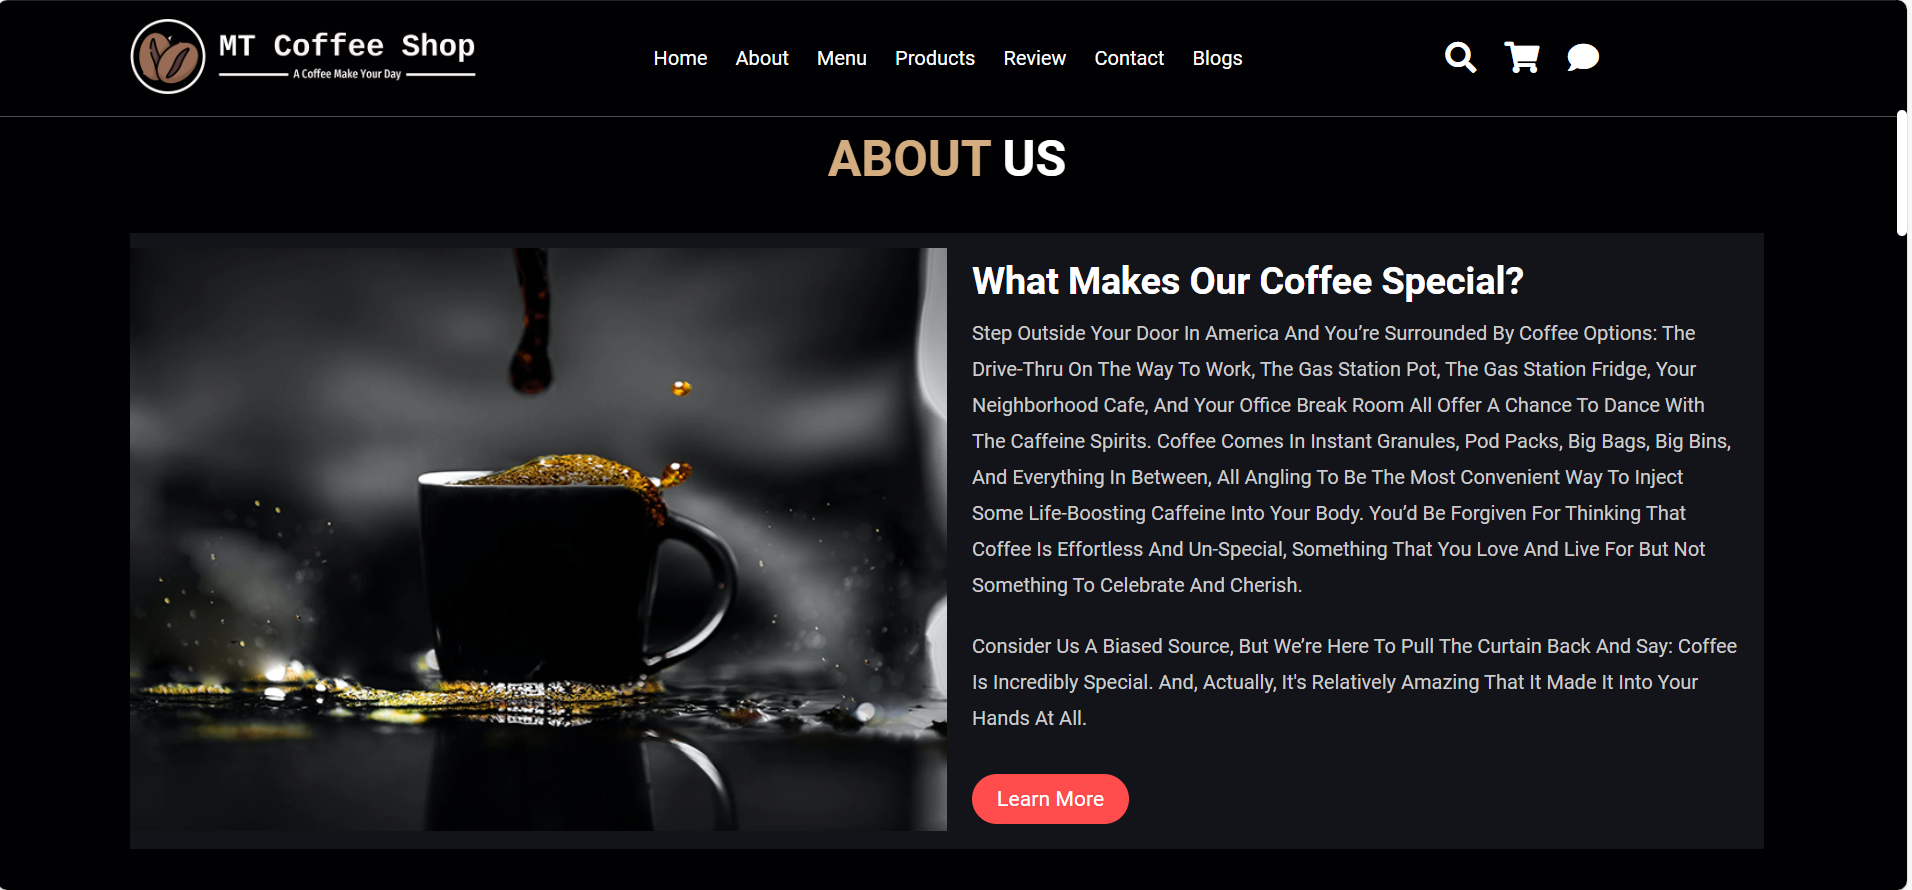 MT Coffee Shop
A Coffee Make Your Day
Home About Menu Products Review Contact Blogs
ABOUT US
What Makes Our Coffee Special?
Step Outside Your Door In America And You’re Surrounded By Coffee Options: The
Drive-Thru On The Way To Work, The Gas Station Pot, The Gas Station Fridge, Your
Neighborhood Cafe, And Your Office Break Room All Offer A Chance To Dance With
The Caffeine Spirits. Coffee Comes In Instant Granules, Pod Packs, Big Bags, Big Bins,
And Everything In Between, All Angling To Be The Most Convenient Way To Inject
Some Life-Boosting Caffeine Into Your Body. You’d Be Forgiven For Thinking That
Coffee Is Effortless And Un-Special, Something That You Love And Live For But Not
Something To Celebrate And Cherish.
Consider Us A Biased Source, But We’re Here To Pull The Curtain Back And Say: Coffee
Is Incredibly Special. And, Actually, It's Relatively Amazing That It Made It Into Your
Hands At All.
Learn More